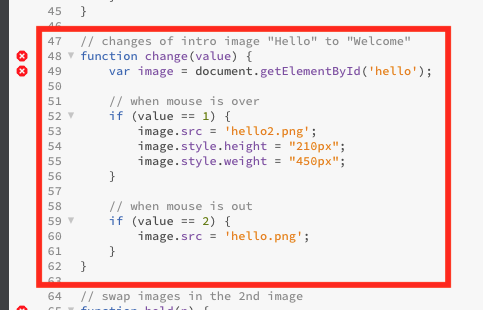 45 }
46
47 // changes of intro image "Hello" to "Welcome"
48 function change(value) {
49 var image = document.getElementById('hello');
50
51 // when mouse is over
52 if (value == 1) {
53 image.src = 'hello2.png';
54 image.style.height = "210px";
55 image.style.weight = "450px";
56 }
57
58 // when mouse is out
59 if (value == 2) {
60 image.src = 'hello.png';
61 }
62 }
63
64 // swap images in the 2nd image
65 function hold(n) {